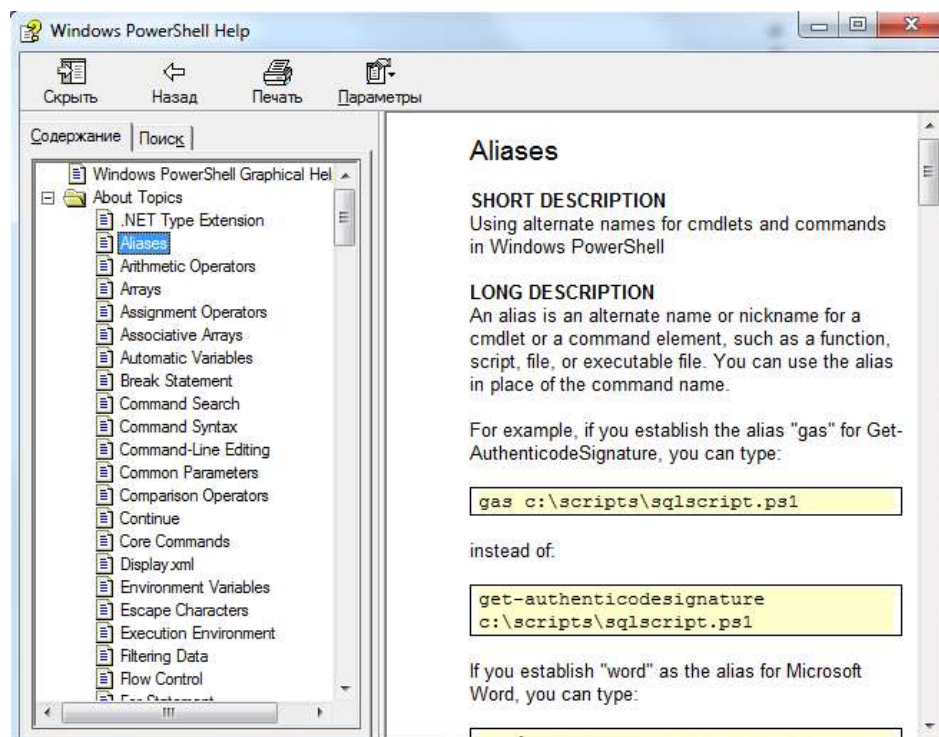 Windows PowerShell Help
Скрыть Назад Печать Параметры
Содержание Поиск
Windows PowerShell Graphical Hel
About Topics
.NET Type Extension
Aliases
Arithmetic Operators
Arrays
Assignment Operators
Associative Arrays
Automatic Variables
Break Statement
Command Search
Command Syntax
Command-Line Editing
Common Parameters
Comparison Operators
Continue
Core Commands
Display.xml
Environment Variables
Escape Characters
Execution Environment
Filtering Data
Flow Control
Aliases
SHORT DESCRIPTION
Using alternate names for cmdlets and commands
in Windows PowerShell
LONG DESCRIPTION
An alias is an alternate name or nickname for a
cmdlet or a command element, such as a function,
script, file, or executable file. You can use the alias
in place of the command name.
For example, if you establish the alias "gas" for Get-
AuthenticodeSignature, you can type:
gas c:\scripts\sqlscript.ps1
instead of:
get-authenticodesignature
c:\scripts\sqlscript.ps1
If you establish "word" as the alias for Microsoft
Word, you can type: